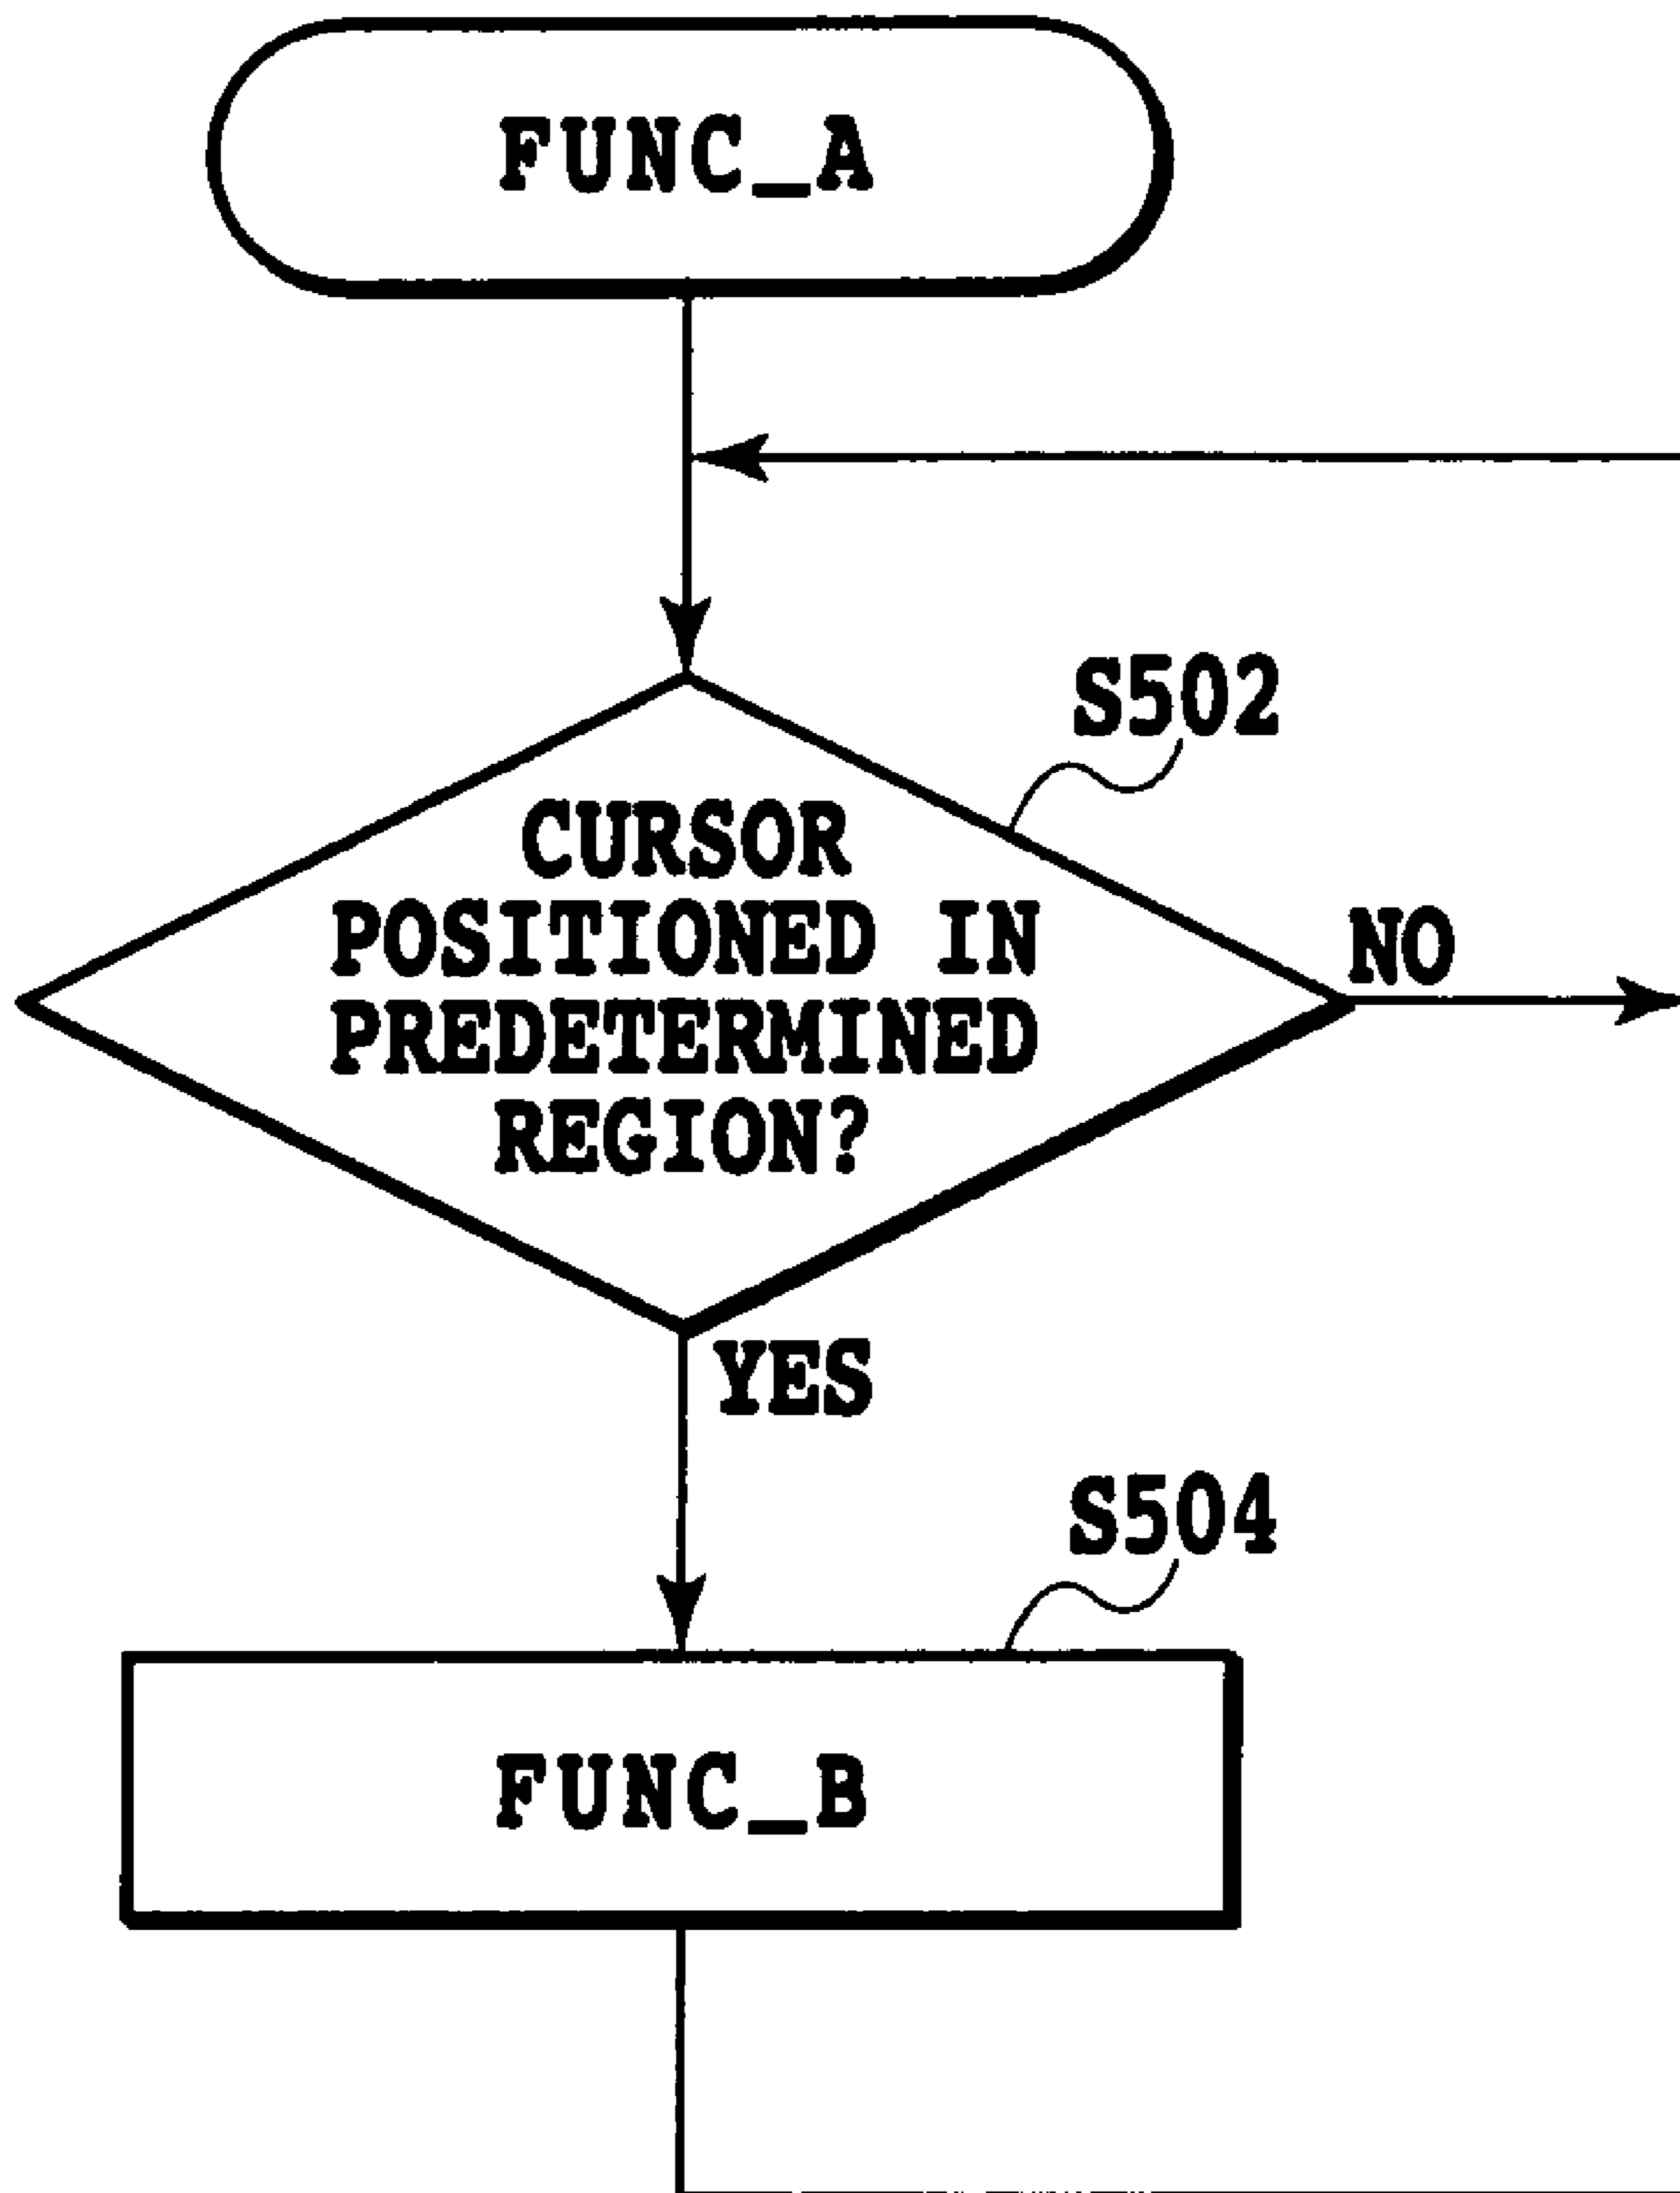 FUNC_A
S502
CURSOR
POSITIONED IN
PREDETERMINED
REGION?
NO
YES
S504
FUNC_B